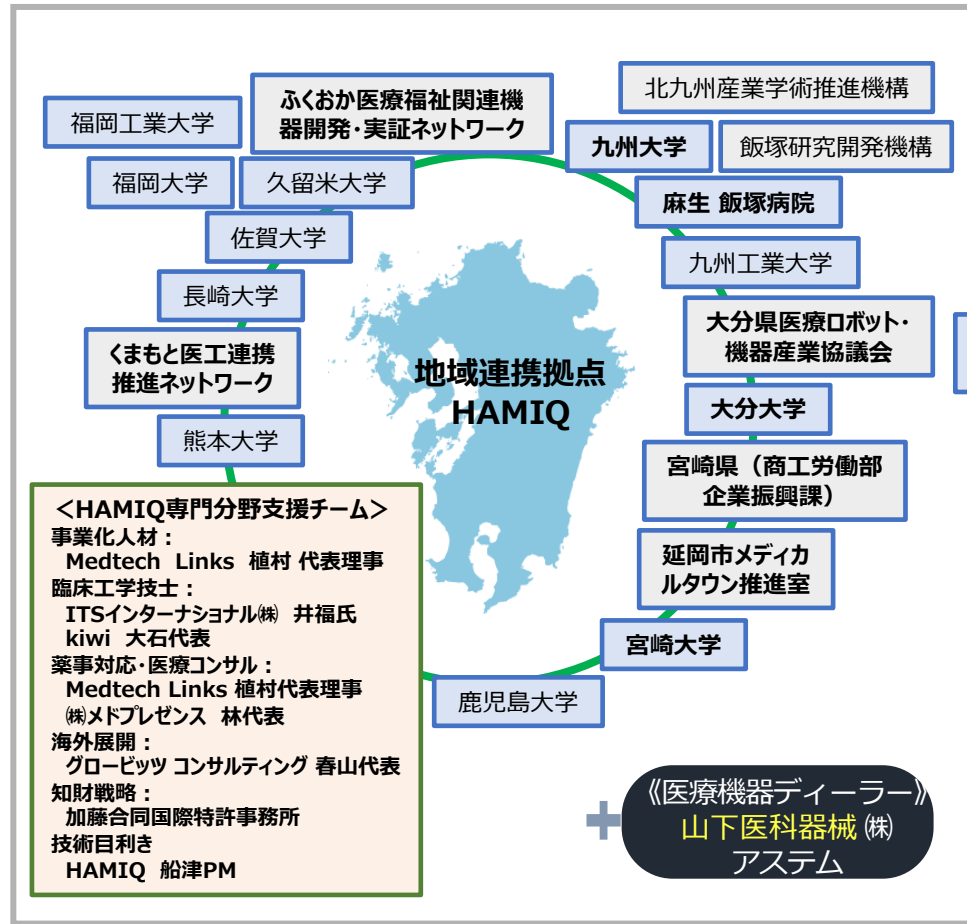 ふくおか医療福祉関連機
器開発・実証ネットワーク
北九州産業学術推進機構
福岡工業大学
九州大学
飯塚研究開発機構
福岡大学
久留米大学
麻生 飯塚病院
佐賀大学
九州工業大学
長崎大学
大分県医療ロボット・
機器産業協議会
くまもと医工連携
推進ネットワーク
地域連携拠点
HAMIQ
大分大学
熊本大学
宮崎県（商工労働部
企業振興課）
延岡市メディカ
ルタウン推進室
宮崎大学
鹿児島大学
＜HAMIQ専門分野支援チーム＞
事業化人材：
Medtech Links 植村 代表理事
臨床工学技士：
ITSインターナショナル㈱ 井福氏
kiwi 大石代表
薬事対応・医療コンサル：
Medtech Links 植村代表理事
㈱メドプレゼンス 林代表
海外展開：
グロービッツ コンサルティング 春山代表
知財戦略：
加藤合同国際特許事務所
技術目利き
HAMIQ 船津PM
+
《医療機器ディーラー》
山下医科器械 ㈱
アステム